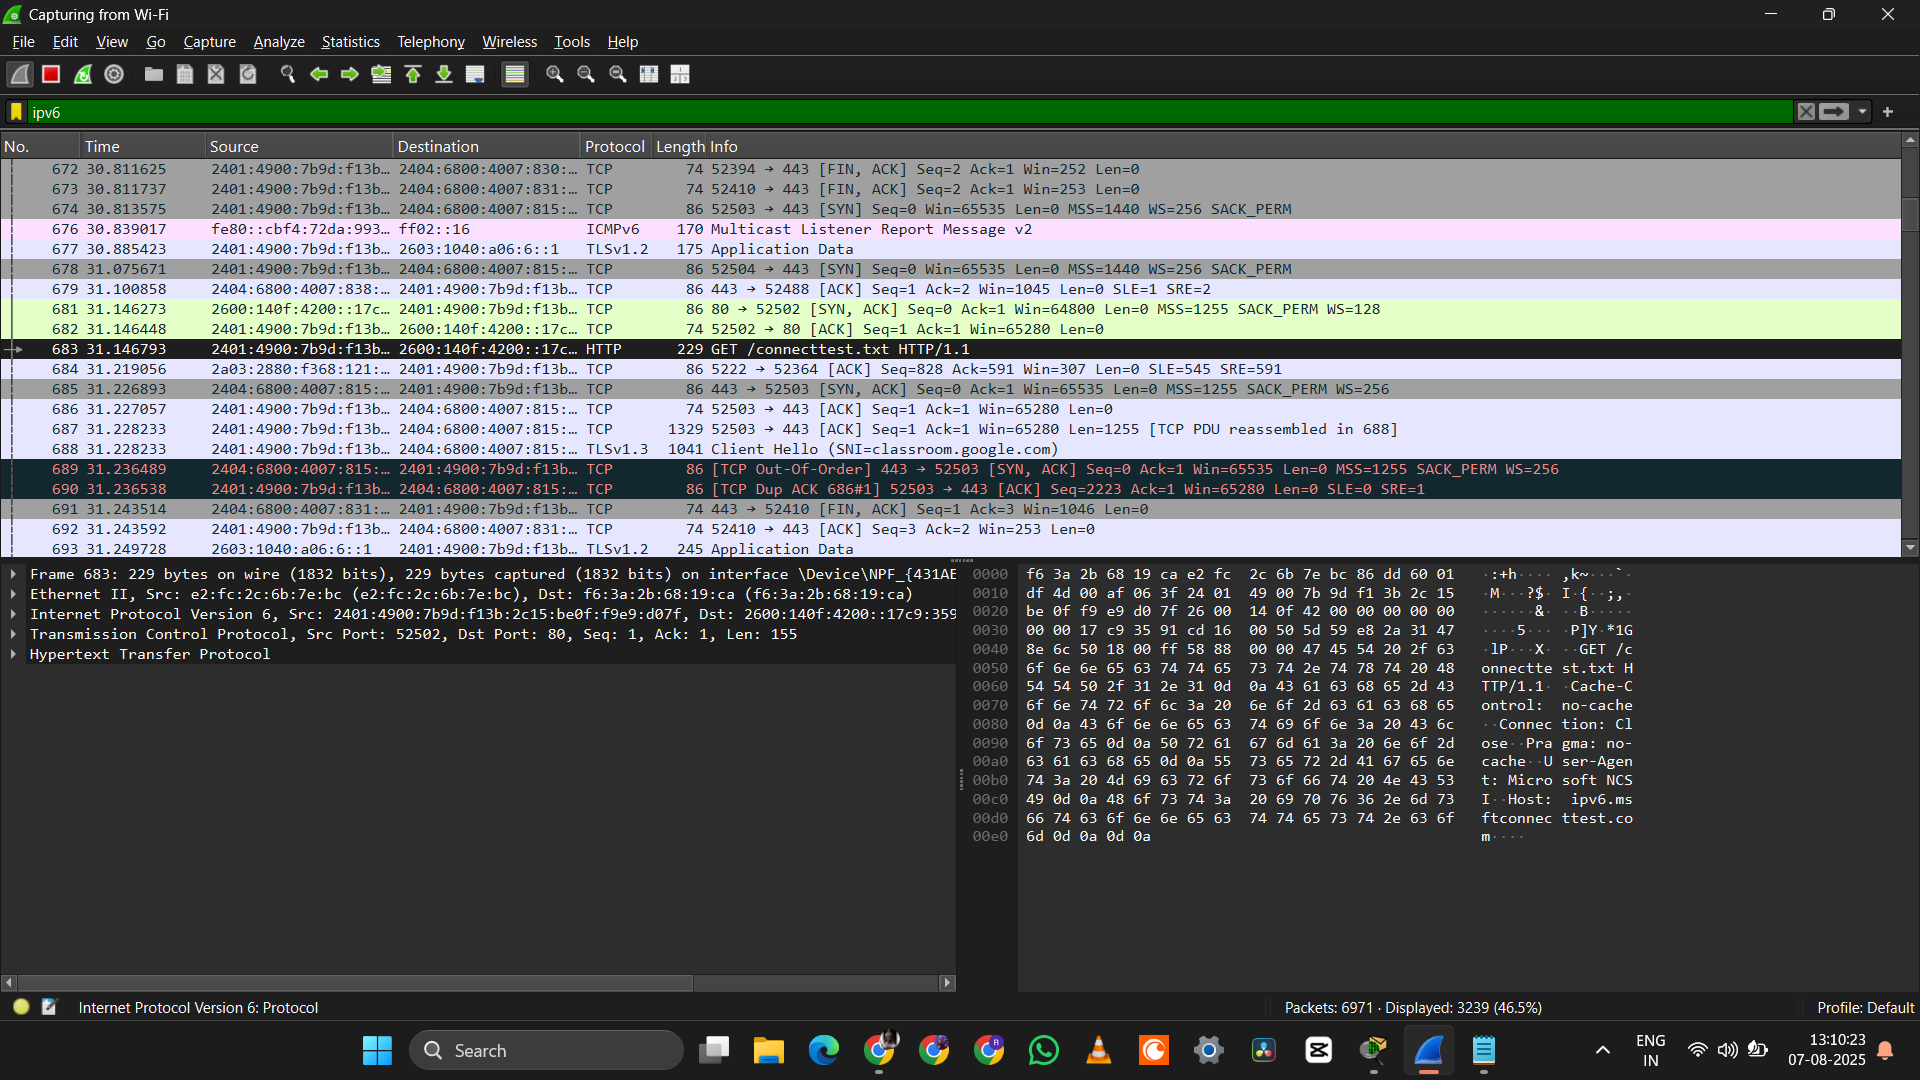 Capturing from Wi-Fi
File Edit View Go Capture Analyze Statistics Telephony Wireless Tools Help
ipv6
No. Time Source Destination Protocol Length Info
672 30.811625 2401:4900:7b9d:f13b… 2404:6800:4007:830:… TCP 74 52394 → 443 [FIN, ACK] Seq=2 Ack=1 Win=252 Len=0
673 30.811737 2401:4900:7b9d:f13b… 2404:6800:4007:831:… TCP 74 52410 → 443 [FIN, ACK] Seq=2 Ack=1 Win=253 Len=0
674 30.813575 2401:4900:7b9d:f13b… 2404:6800:4007:815:… TCP 86 52503 → 443 [SYN] Seq=0 Win=65535 Len=0 MSS=1440 WS=256 SACK_PERM
676 30.839017 fe80::cbf4:72da:993… ff02::16 ICMPv6 170 Multicast Listener Report Message v2
677 30.885423 2401:4900:7b9d:f13b… 2603:1040:a06:6::1 TLSv1.2 175 Application Data
678 31.075671 2401:4900:7b9d:f13b… 2404:6800:4007:815:… TCP 86 52504 → 443 [SYN] Seq=0 Win=65535 Len=0 MSS=1440 WS=256 SACK_PERM
679 31.100858 2404:6800:4007:838:… 2401:4900:7b9d:f13b… TCP 86 443 → 52488 [ACK] Seq=1 Ack=2 Win=1045 Len=0 SLE=1 SRE=2
681 31.146273 2600:140f:4200::17c… 2401:4900:7b9d:f13b… TCP 86 80 → 52502 [SYN, ACK] Seq=0 Ack=1 Win=64800 Len=0 MSS=1255 SACK_PERM WS=128
682 31.146448 2401:4900:7b9d:f13b… 2600:140f:4200::17c… TCP 74 52502 → 80 [ACK] Seq=1 Ack=1 Win=65280 Len=0
683 31.146793 2401:4900:7b9d:f13b… 2600:140f:4200::17c… HTTP 229 GET /connecttest.txt HTTP/1.1
684 31.219056 2a03:2880:f368:121:… 2401:4900:7b9d:f13b… TCP 86 5222 → 52364 [ACK] Seq=828 Ack=591 Win=307 Len=0 SLE=545 SRE=591
685 31.226893 2404:6800:4007:815:… 2401:4900:7b9d:f13b… TCP 86 443 → 52503 [SYN, ACK] Seq=0 Ack=1 Win=65535 Len=0 MSS=1255 SACK_PERM WS=256
686 31.227057 2401:4900:7b9d:f13b… 2404:6800:4007:815:… TCP 74 52503 → 443 [ACK] Seq=1 Ack=1 Win=65280 Len=0
687 31.228233 2401:4900:7b9d:f13b… 2404:6800:4007:815:… TCP 1329 52503 → 443 [ACK] Seq=1 Ack=1 Win=65280 Len=1255 [TCP PDU reassembled in 688]
688 31.228233 2401:4900:7b9d:f13b… 2404:6800:4007:815:… TLSv1.3 1041 Client Hello (SNI=classroom.google.com)
689 31.236489 2404:6800:4007:815:… 2401:4900:7b9d:f13b… TCP 86 [TCP Out-Of-Order] 443 → 52503 [SYN, ACK] Seq=0 Ack=1 Win=65535 Len=0 MSS=1255 SACK_PERM WS=256
690 31.236538 2401:4900:7b9d:f13b… 2404:6800:4007:815:… TCP 86 [TCP Dup ACK 686#1] 52503 → 443 [ACK] Seq=2223 Ack=1 Win=65280 Len=0 SLE=0 SRE=1
691 31.243514 2404:6800:4007:831:… 2401:4900:7b9d:f13b… TCP 74 443 → 52410 [FIN, ACK] Seq=1 Ack=3 Win=1046 Len=0
692 31.243592 2401:4900:7b9d:f13b… 2404:6800:4007:831:… TCP 74 52410 → 443 [ACK] Seq=3 Ack=2 Win=253 Len=0
693 31.249728 2603:1040:a06:6::1 2401:4900:7b9d:f13b… TLSv1.2 245 Application Data
Frame 683: 229 bytes on wire (1832 bits), 229 bytes captured (1832 bits) on interface \Device\NPF_{431AE
Ethernet II, Src: e2:fc:2c:6b:7e:bc (e2:fc:2c:6b:7e:bc), Dst: f6:3a:2b:68:19:ca (f6:3a:2b:68:19:ca)
Internet Protocol Version 6, Src: 2401:4900:7b9d:f13b:2c15:be0f:f9e9:d07f, Dst: 2600:140f:4200::17c9:359
Transmission Control Protocol, Src Port: 52502, Dst Port: 80, Seq: 1, Ack: 1, Len: 155
Hypertext Transfer Protocol
0000 f6 3a 2b 68 19 ca e2 fc 2c 6b 7e bc 86 dd 60 01 ·:+h···· ,k~···`·
0010 df 4d 00 af 06 3f 24 01 49 00 7b 9d f1 3b 2c 15 ·M···?$· I·{··;,·
0020 be 0f f9 e9 d0 7f 26 00 14 0f 42 00 00 00 00 00 ······&· ··B·····
0030 00 00 17 c9 35 91 cd 16 00 50 5d 59 e8 2a 31 47 ····5··· ·P]Y·*1G
0040 8e 6c 50 18 00 ff 58 88 00 00 47 45 54 20 2f 63 ·lP···X· ··GET /c
0050 6f 6e 6e 65 63 74 74 65 73 74 2e 74 78 74 20 48 onnectte st.txt H
0060 54 54 50 2f 31 2e 31 0d 0a 43 61 63 68 65 2d 43 TTP/1.1· ·Cache-C
0070 6f 6e 74 72 6f 6c 3a 20 6e 6f 2d 63 61 63 68 65 ontrol: no-cache
0080 0d 0a 43 6f 6e 6e 65 63 74 69 6f 6e 3a 20 43 6c ··Connec tion: Cl
0090 6f 73 65 0d 0a 50 72 61 67 6d 61 3a 20 6e 6f 2d ose··Pra gma: no-
00a0 63 61 63 68 65 0d 0a 55 73 65 72 2d 41 67 65 6e cache··U ser-Agen
00b0 74 3a 20 4d 69 63 72 6f 73 6f 66 74 20 4e 43 53 t: Micro soft NCS
00c0 49 0d 0a 48 6f 73 74 3a 20 69 70 76 36 2e 6d 73 I··Host: ipv6.ms
00d0 66 74 63 6f 6e 6e 65 63 74 74 65 73 74 2e 63 6f ftconnec ttest.co
00e0 6d 0d 0a 0d 0a m····
Internet Protocol Version 6: Protocol
Packets: 6971 · Displayed: 3239 (46.5%)
Profile: Default
Search
ENG
IN
13:10:23
07-08-2025